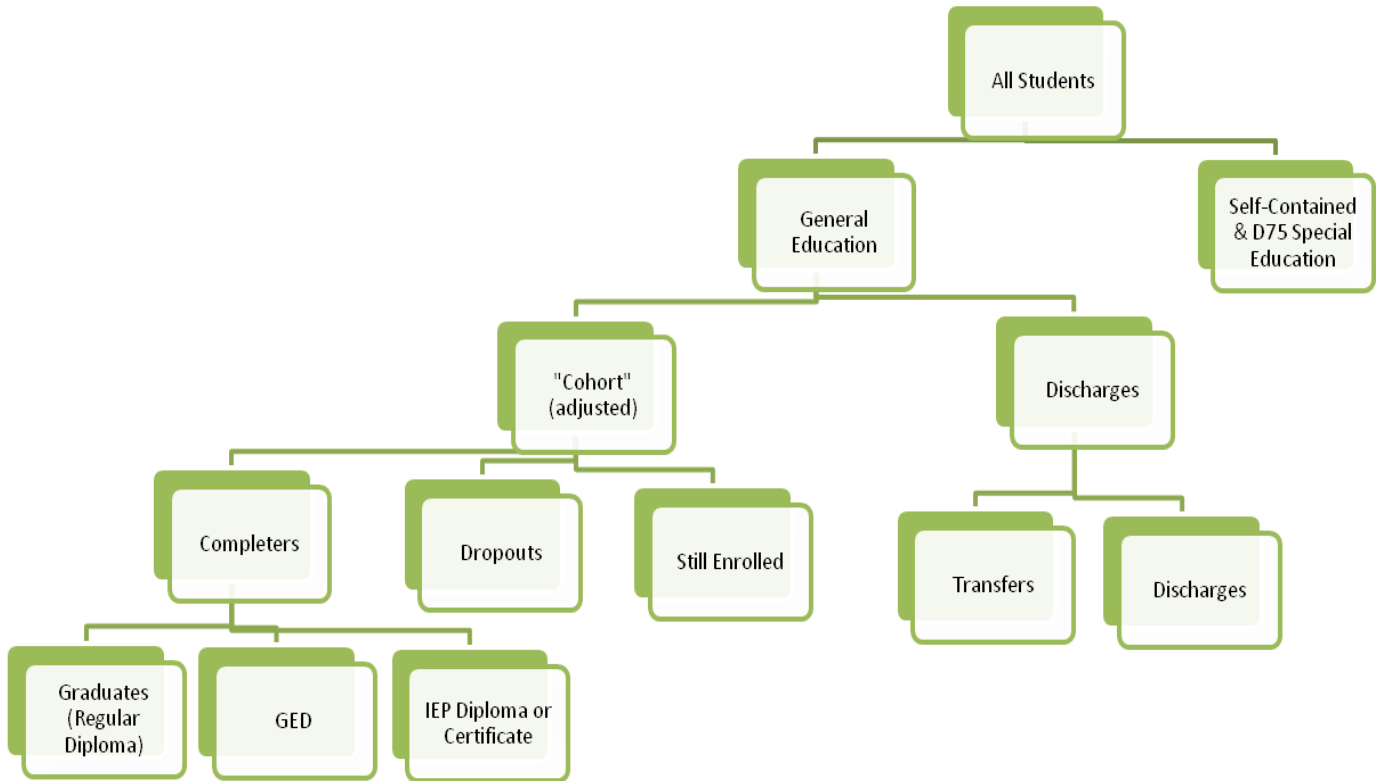 All Students
General
Education
Self-Contained
& D75 Special
Education
"Cohort"
(adjusted)
Discharges
Completers
Dropouts
Still Enrolled
Transfers
Discharges
Graduates
(Regular
Diploma)
GED
IEP Diploma or
Certificate